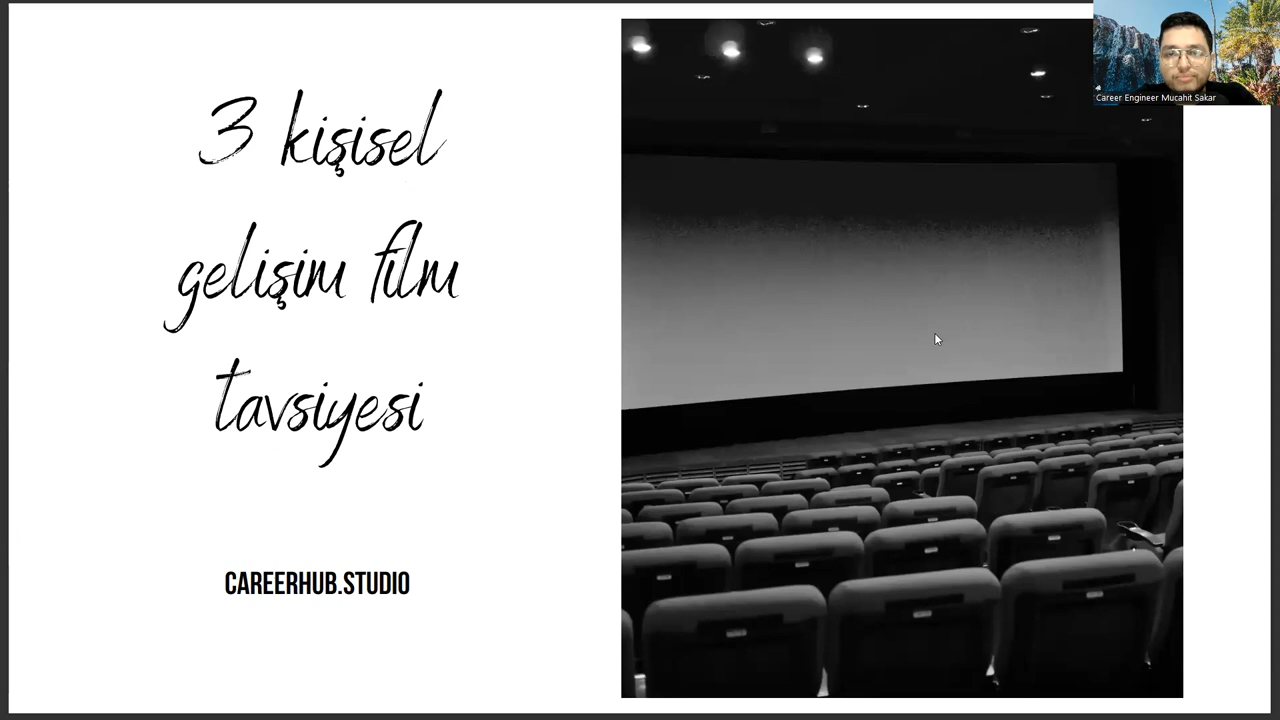 3 kişisel
gelişim film
tavsiyesi
CAREERHUB.STUDIO
Career Engineer Mucahit Sakar